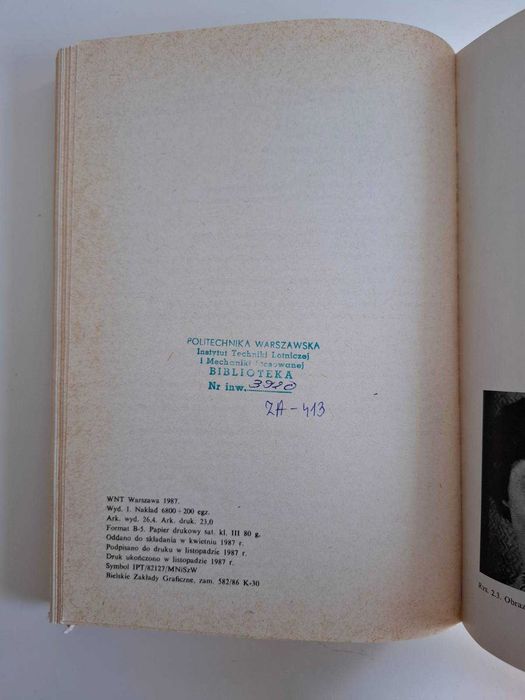 POLITECHNIKA WARSZAWSKA
Instytut Techniki Lotniczej
i Mechaniki Stosowanej
BIBLIOTEKA
Nr inw. 3920
ZA-413
WNT Warszawa 1987.
Wyd. I. Nakład 6800+200 egz.
Ark. wyd. 26,4. Ark. druk. 23,0
Format B-5. Papier drukowy sat. kl. III 80 g.
Oddano do składania w kwietniu 1987 r.
Podpisano do druku w listopadzie 1987 r.
Druk ukończono w listopadzie 1987 r.
Symbol IPT/82127/MNiSzW
Bielskie Zakłady Graficzne, zam. 582/86 K-30
Rys. 2.3.